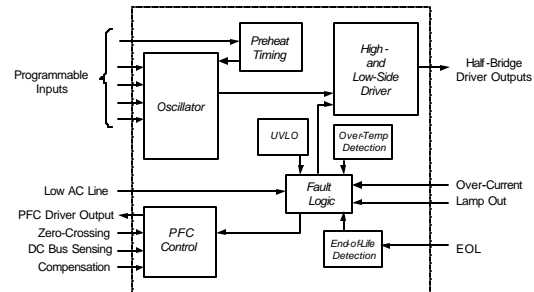 Preheat
Timing
High-
and
Low-Side
Driver
Half-Bridge
Driver Outputs
Programmable
Inputs
Oscillator
UVLO
Over-Temp
Detection
Low AC Line
Fault
Logic
Over-Current
Lamp Out
PFC Driver Output
Zero-Crossing
DC Bus Sensing
Compensation
PFC
Control
End-of-Life
Detection
EOL